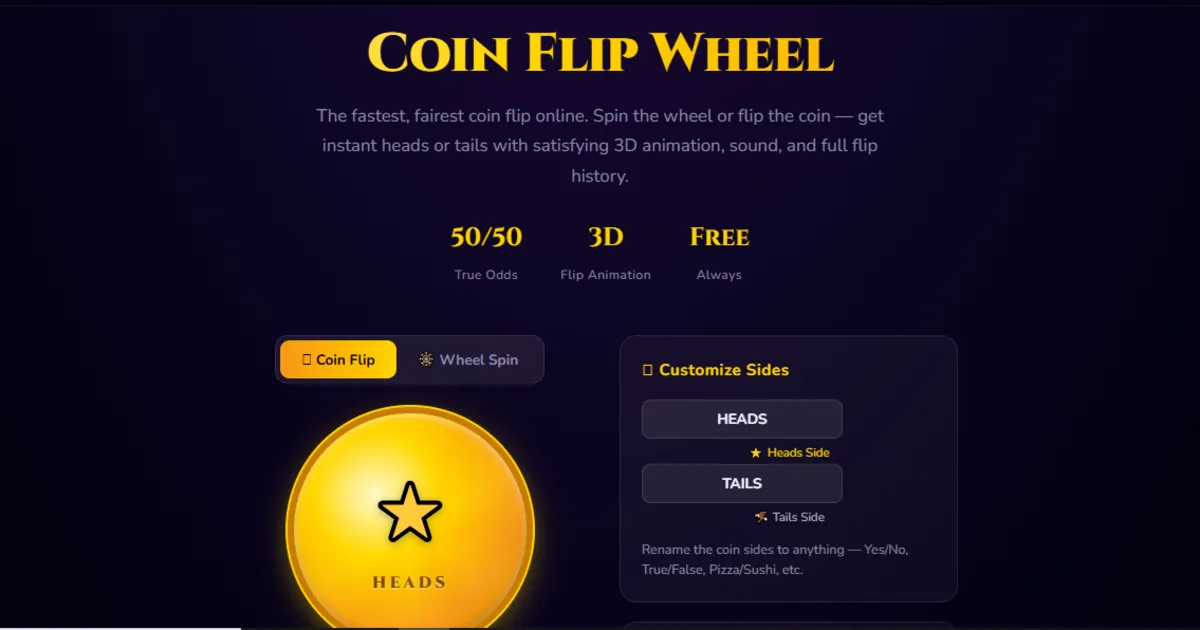 Coin Flip Wheel
The fastest, fairest coin flip online. Spin the wheel or flip the coin — get
instant heads or tails with satisfying 3D animation, sound, and full flip
history.
50/50
True Odds
3D
Flip Animation
Free
Always
Coin Flip
Wheel Spin
HEADS
Customize Sides
HEADS
Heads Side
TAILS
Tails Side
Rename the coin sides to anything — Yes/No,
True/False, Pizza/Sushi, etc.